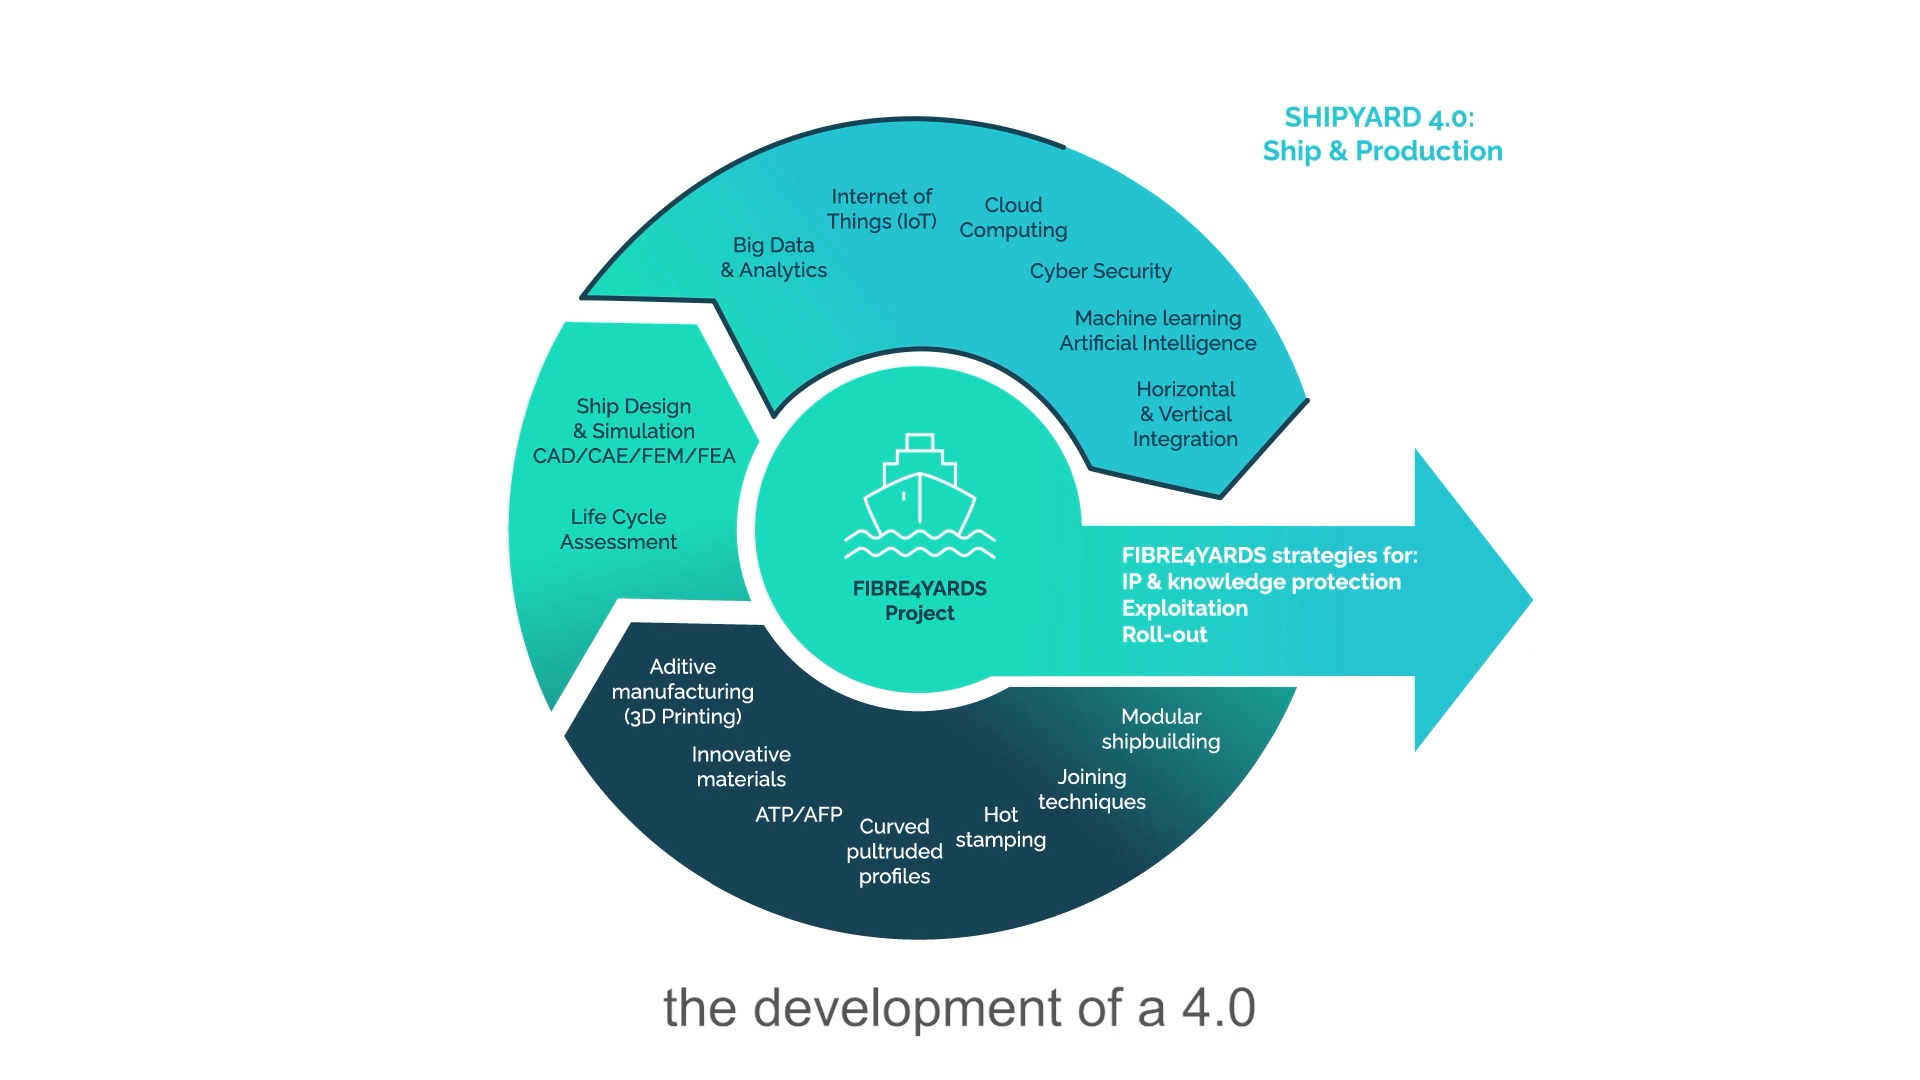 SHIPYARD 4.0:
Ship & Production
Internet of
Things (IoT)
Cloud
Computing
Big Data
& Analytics
Cyber Security
Machine learning
Artificial Intelligence
Horizontal
& Vertical
Integration
Ship Design
& Simulation
CAD/CAE/FEM/FEA
Life Cycle
Assessment
FIBRE4YARDS
Project
FIBRE4YARDS strategies for:
IP & knowledge protection
Exploitation
Roll-out
Aditive
manufacturing
(3D Printing)
Innovative
materials
ATP/AFP
Curved
pultruded
profiles
Hot
stamping
Joining
techniques
Modular
shipbuilding
the development of a 4.0